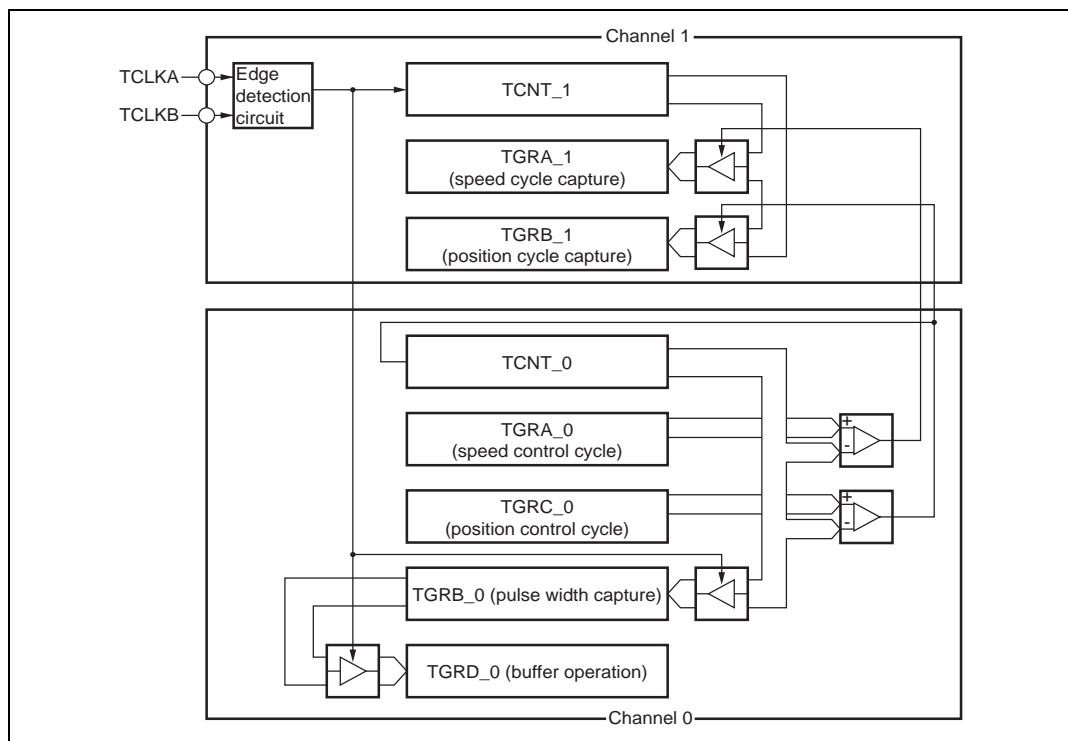 Channel 1
TCLKA
TCLKB
Edge
detection
circuit
TCNT_1
TGRA_1
(speed cycle capture)
TGRB_1
(position cycle capture)
TCNT_0
TGRA_0
(speed control cycle)
+
-
TGRC_0
(position control cycle)
+
-
TGRB_0 (pulse width capture)
TGRD_0 (buffer operation)
Channel 0